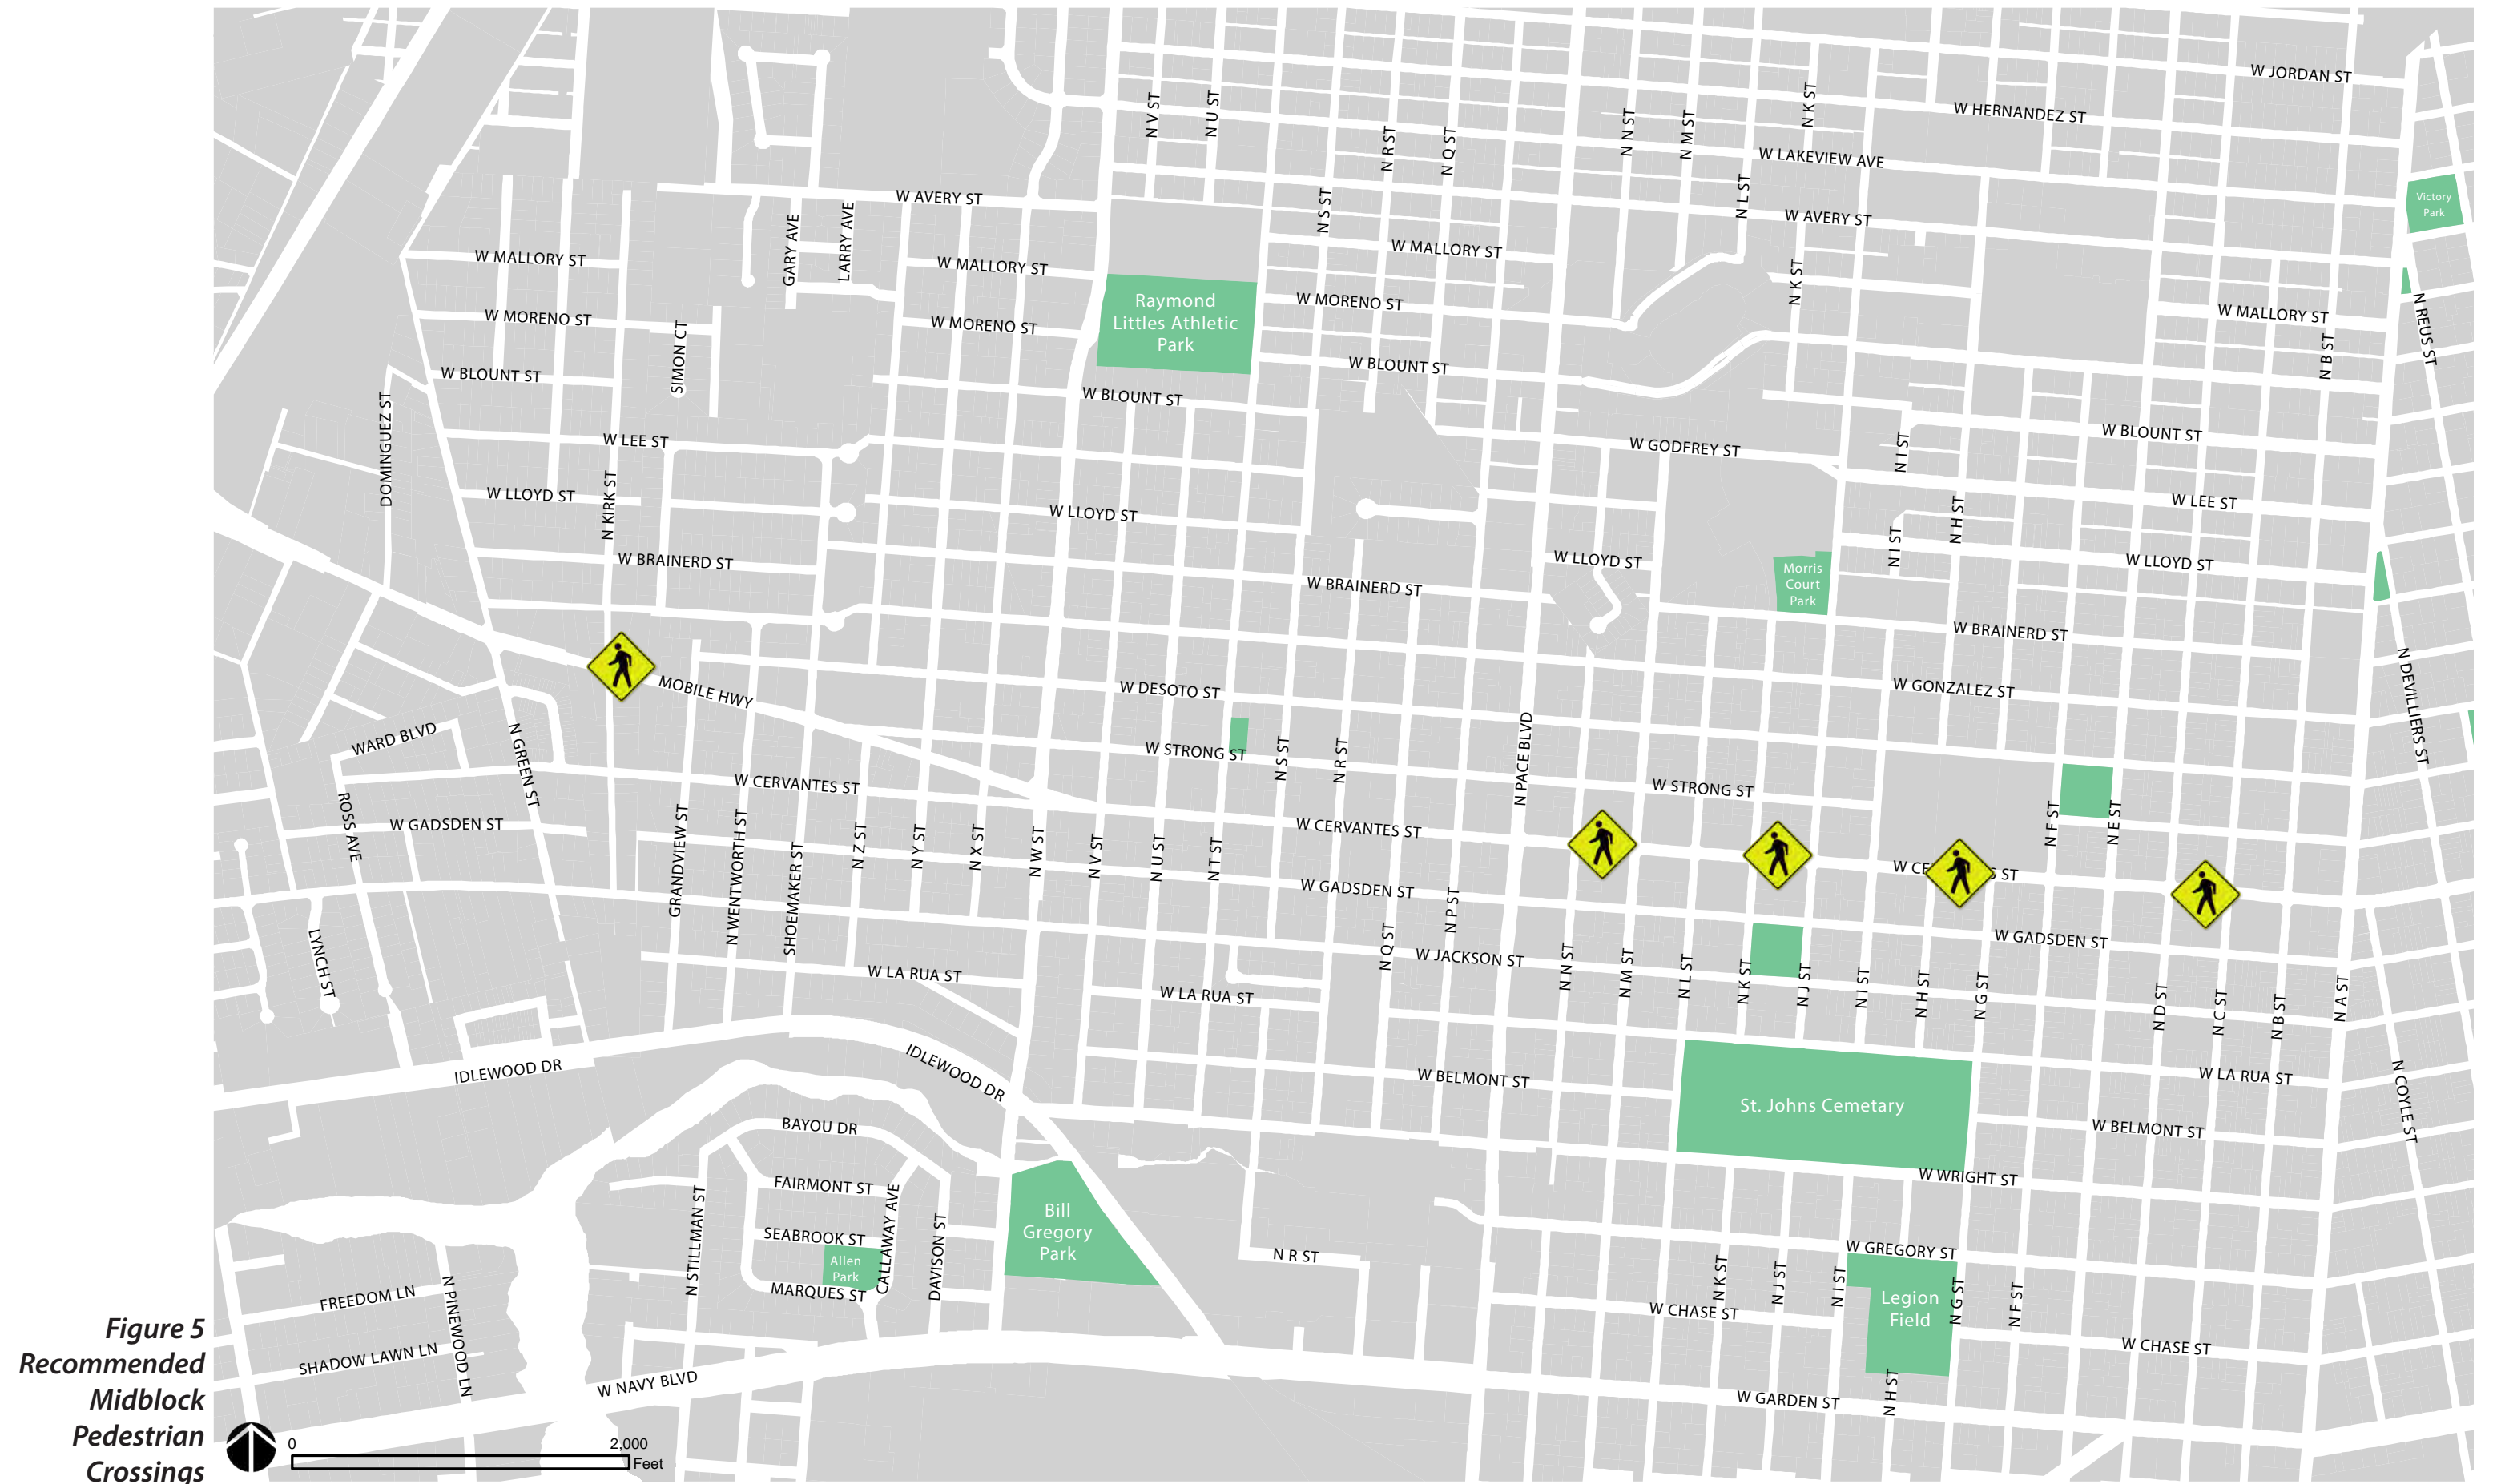 W JORDAN ST
W HERNANDEZ ST
N V ST
N U ST
N K ST
N N ST
N M ST
N R ST
N Q ST
W LAKEVIEW AVE
N L ST
W AVERY ST
N S ST
W AVERY ST
Victory
Park
GARY AVE
LARRY AVE
W MALLORY ST
W MALLORY ST
W MALLORY ST
N K ST
W MORENO ST
W MORENO ST
W MORENO ST
W MALLORY ST
N REUS ST
Raymond
Littles Athletic
Park
SIMON CT
N B ST
W BLOUNT ST
W BLOUNT ST
W BLOUNT ST
W BLOUNT ST
DOMINGUEZ ST
W LEE ST
W GODFREY ST
N I ST
W LLOYD ST
N KIRK ST
W LLOYD ST
W LEE ST
N H ST
N I ST
W BRAINERD ST
W BRAINERD ST
W LLOYD ST
Morris
Court
Park
W LLOYD ST
W BRAINERD ST
MOBILE HWY
W DESOTO ST
W GONZALEZ ST
N DEVILLIERS ST
WARD BLVD
N GREEN ST
W STRONG ST
N S ST
N R ST
N PACE BLVD
W STRONG ST
W CERVANTES ST
ROSS AVE
W GADSDEN ST
GRANDVIEW ST
N WENTWORTH ST
SHOEMAKER ST
N Z ST
N Y ST
N X ST
N W ST
N V ST
N U ST
N T ST
W CERVANTES ST
N F ST
N E ST
W CE
S ST
W GADSDEN ST
N P ST
N Q ST
W JACKSON ST
W GADSDEN ST
LYNCH ST
W LA RUA ST
W LA RUA ST
N N ST
N M ST
N L ST
N K ST
N J ST
N I ST
N H ST
N G ST
N D ST
N C ST
N B ST
N A ST
IDLEWOOD DR
IDLEWOOD DR
W BELMONT ST
W LA RUA ST
N COYLE ST
St. Johns Cemetary
BAYOU DR
W BELMONT ST
FAIRMONT ST
W WRIGHT ST
N STILLMAN ST
CALLAWAY AVE
DAVISON ST
SEABROOK ST
Allen
Park
MARQUES ST
Bill
Gregory
Park
N R ST
W GREGORY ST
N K ST
N J ST
N I ST
N G ST
N F ST
Legion
Field
FREEDOM LN
N PINEWOOD LN
SHADOW LAWN LN
W CHASE ST
W CHASE ST
W NAVY BLVD
W GARDEN ST
N H ST
Figure 5
Recommended
Midblock
Pedestrian
Crossings
0
2,000
Feet